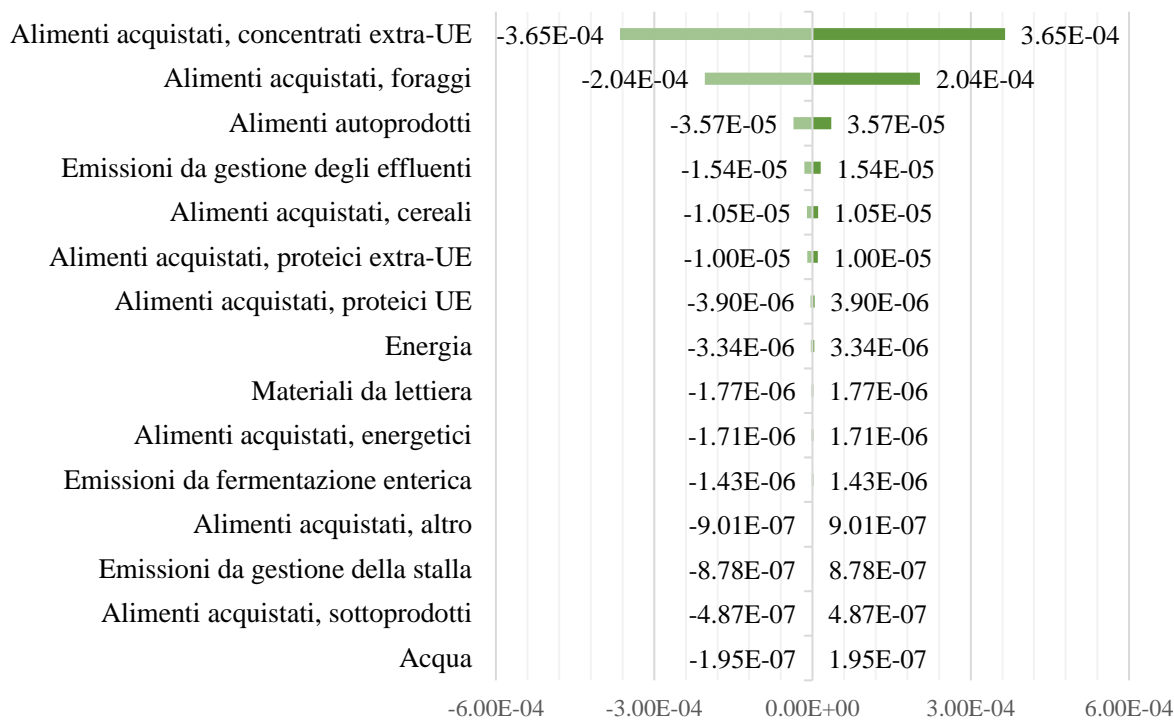 Alimenti acquistati, concentrati extra-UE -3.65E-04 3.65E-04
Alimenti acquistati, foraggi -2.04E-04 2.04E-04
Alimenti autoprodotti -3.57E-05 3.57E-05
Emissioni da gestione degli effluenti -1.54E-05 1.54E-05
Alimenti acquistati, cereali -1.05E-05 1.05E-05
Alimenti acquistati, proteici extra-UE -1.00E-05 1.00E-05
Alimenti acquistati, proteici UE -3.90E-06 3.90E-06
Energia -3.34E-06 3.34E-06
Materiali da lettiera -1.77E-06 1.77E-06
Alimenti acquistati, energetici -1.71E-06 1.71E-06
Emissioni da fermentazione enterica -1.43E-06 1.43E-06
Alimenti acquistati, altro -9.01E-07 9.01E-07
Emissioni da gestione della stalla -8.78E-07 8.78E-07
Alimenti acquistati, sottoprodotti -4.87E-07 4.87E-07
Acqua -1.95E-07 1.95E-07
-6.00E-04 -3.00E-04 0.00E+00 3.00E-04 6.00E-04